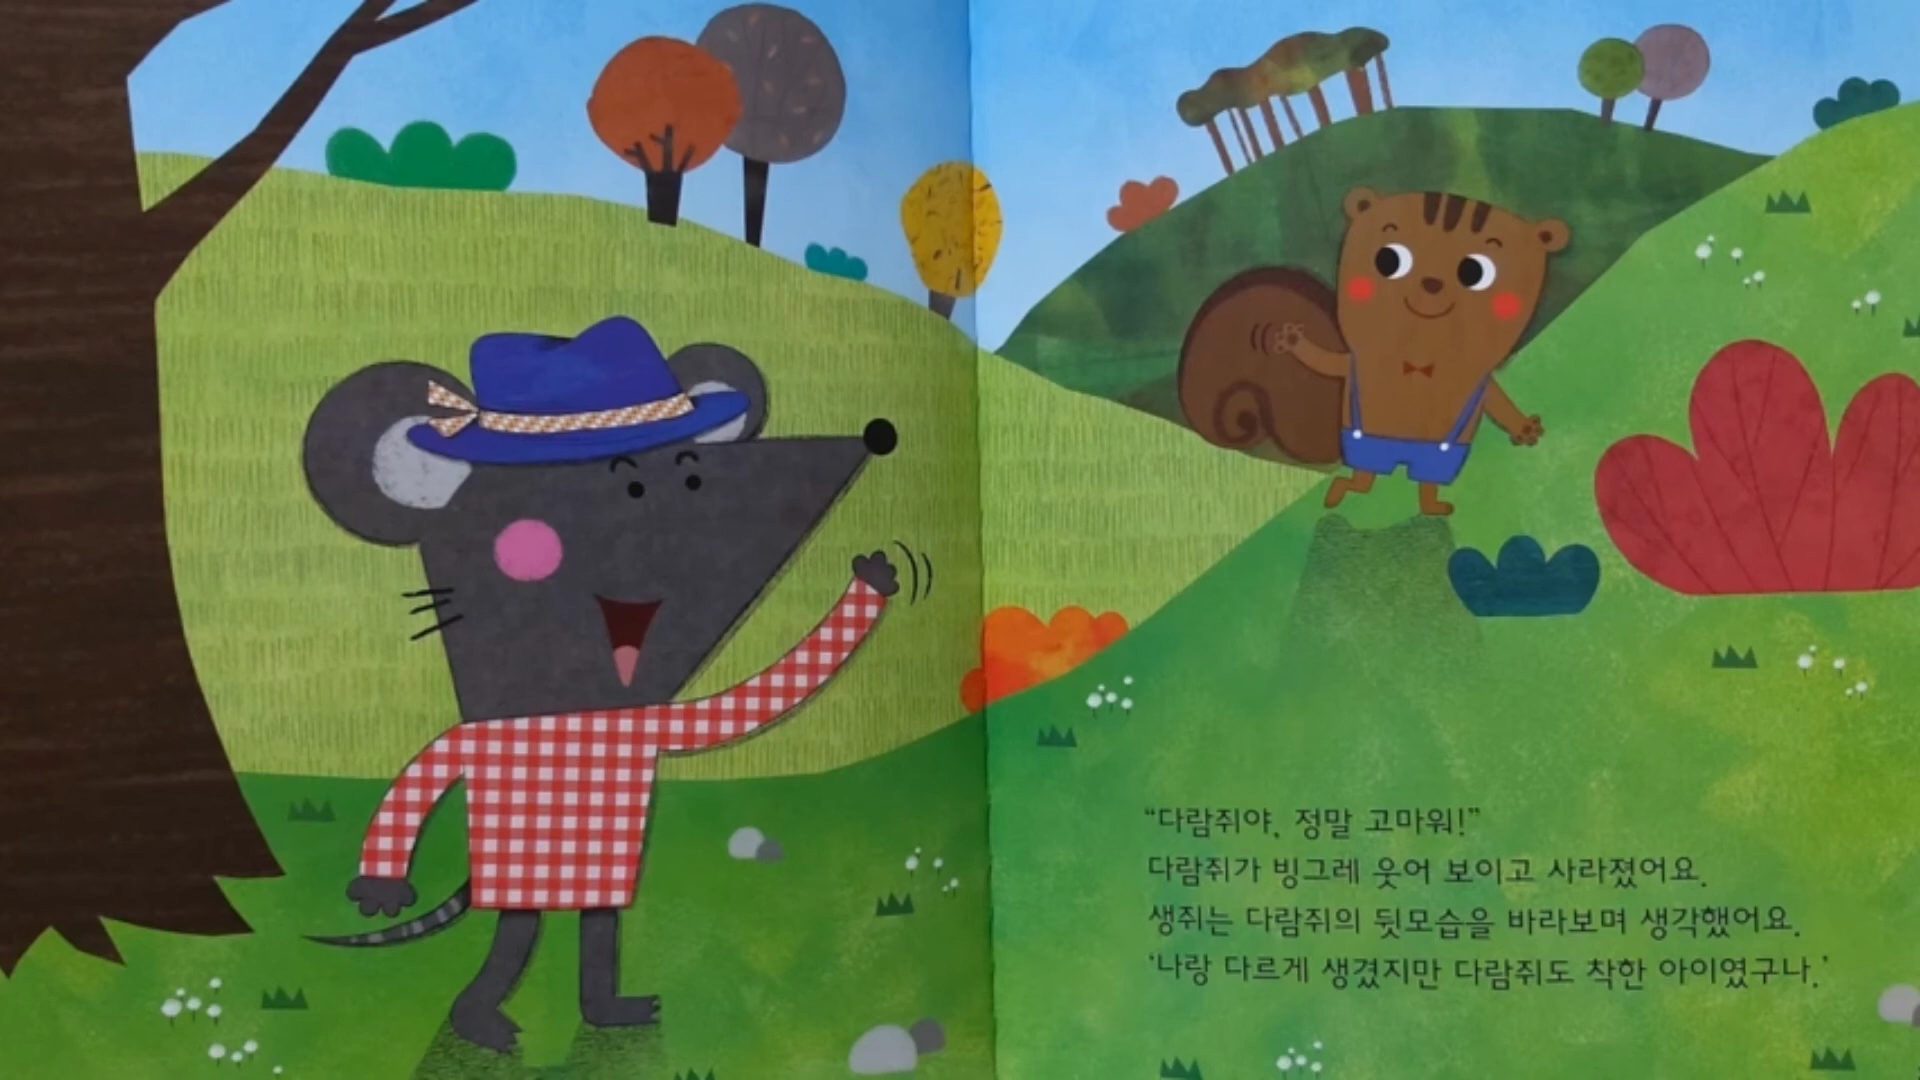 “다람쥐야, 정말 고마워!”
다람쥐가 빙그레 웃어 보이고 사라졌어요.
생쥐는 다람쥐의 뒷모습을 바라보며 생각했어요.
‘나랑 다르게 생겼지만 다람쥐도 착한 아이였구나.’